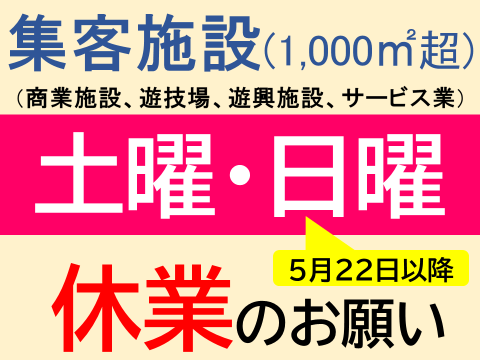 集客施設(1,000㎡超)
（商業施設、遊技場、遊興施設、サービス業）
土曜・日曜
5月22日以降
休業のお願い